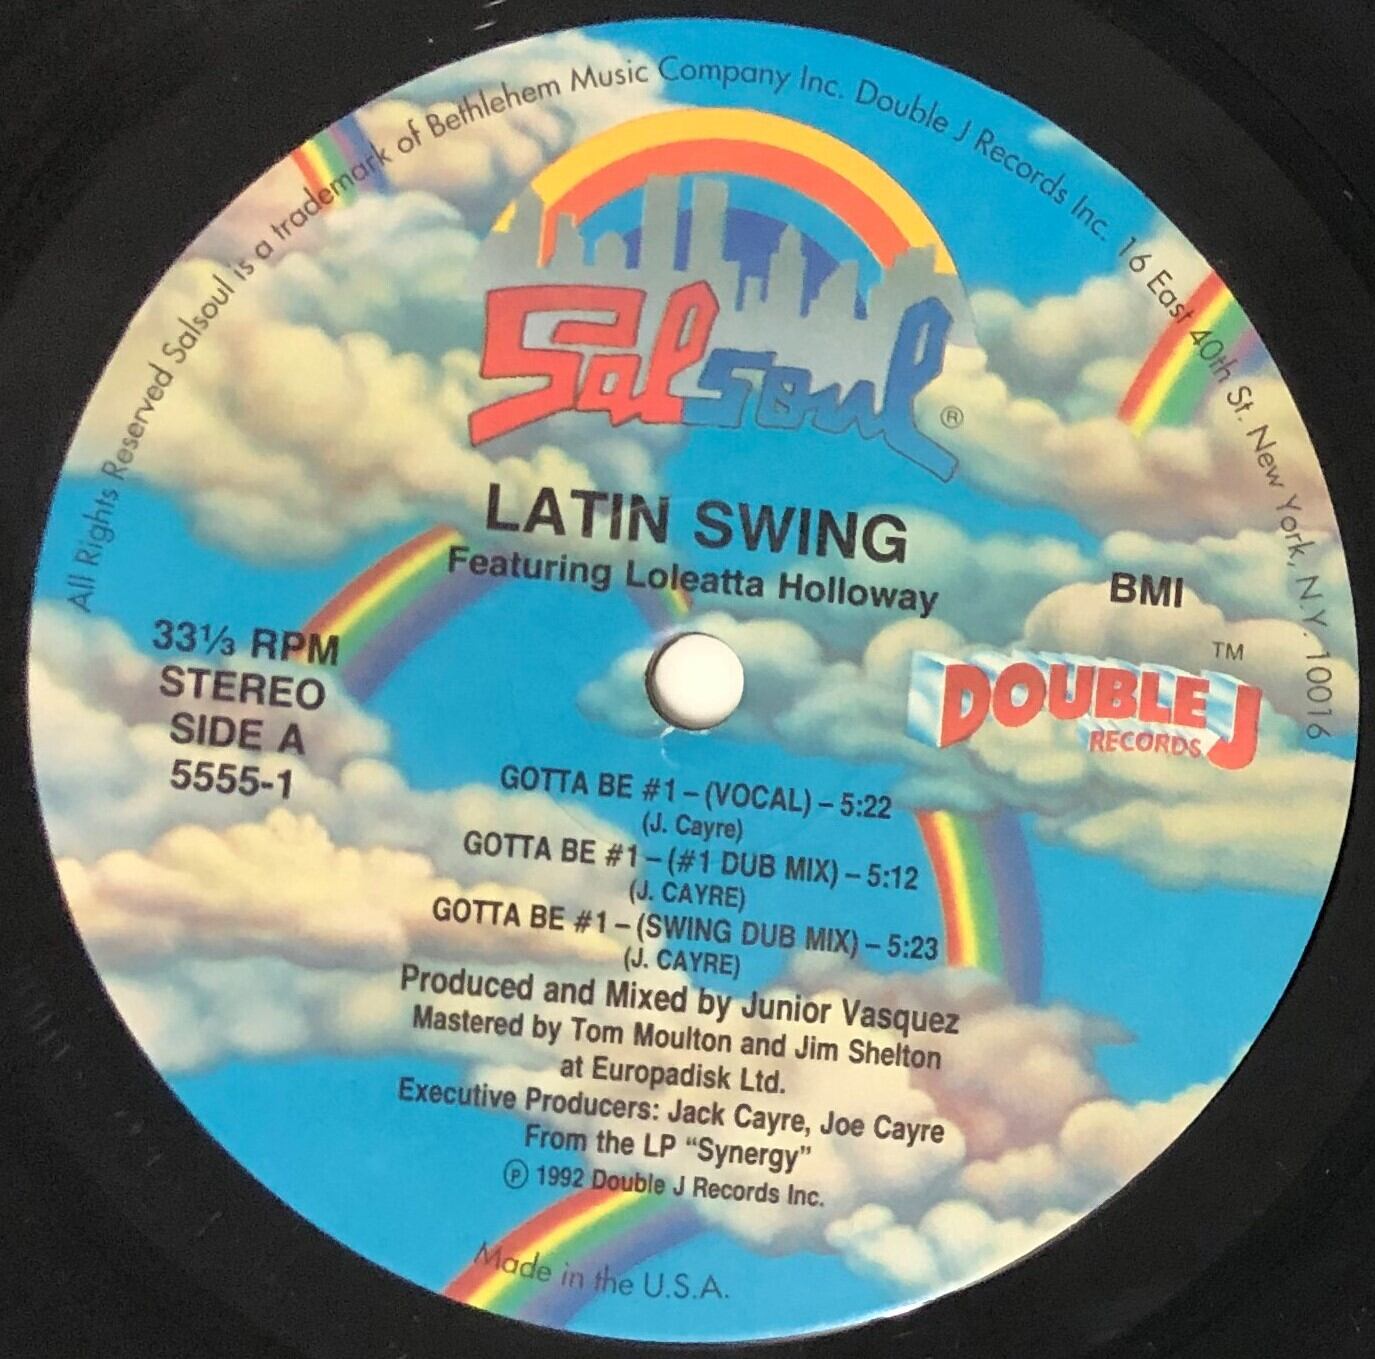 All Rights Reserved Salsoul is a trademark of Bethlehem Music Company Inc. Double J Records Inc. 16 East 40th St. New York, N.Y. 10016
Salsoul ®
LATIN SWING
Featuring Loleatta Holloway
BMI
33⅓ RPM
STEREO
SIDE A
5555-1
DOUBLE J TM
RECORDS
GOTTA BE #1 – (VOCAL) – 5:22
(J. Cayre)
GOTTA BE #1 – (#1 DUB MIX) – 5:12
(J. CAYRE)
GOTTA BE #1 – (SWING DUB MIX) – 5:23
(J. CAYRE)
Produced and Mixed by Junior Vasquez
Mastered by Tom Moulton and Jim Shelton
at Europadisk Ltd.
Executive Producers: Jack Cayre, Joe Cayre
From the LP “Synergy”
℗ 1992 Double J Records Inc.
Made in the U.S.A.